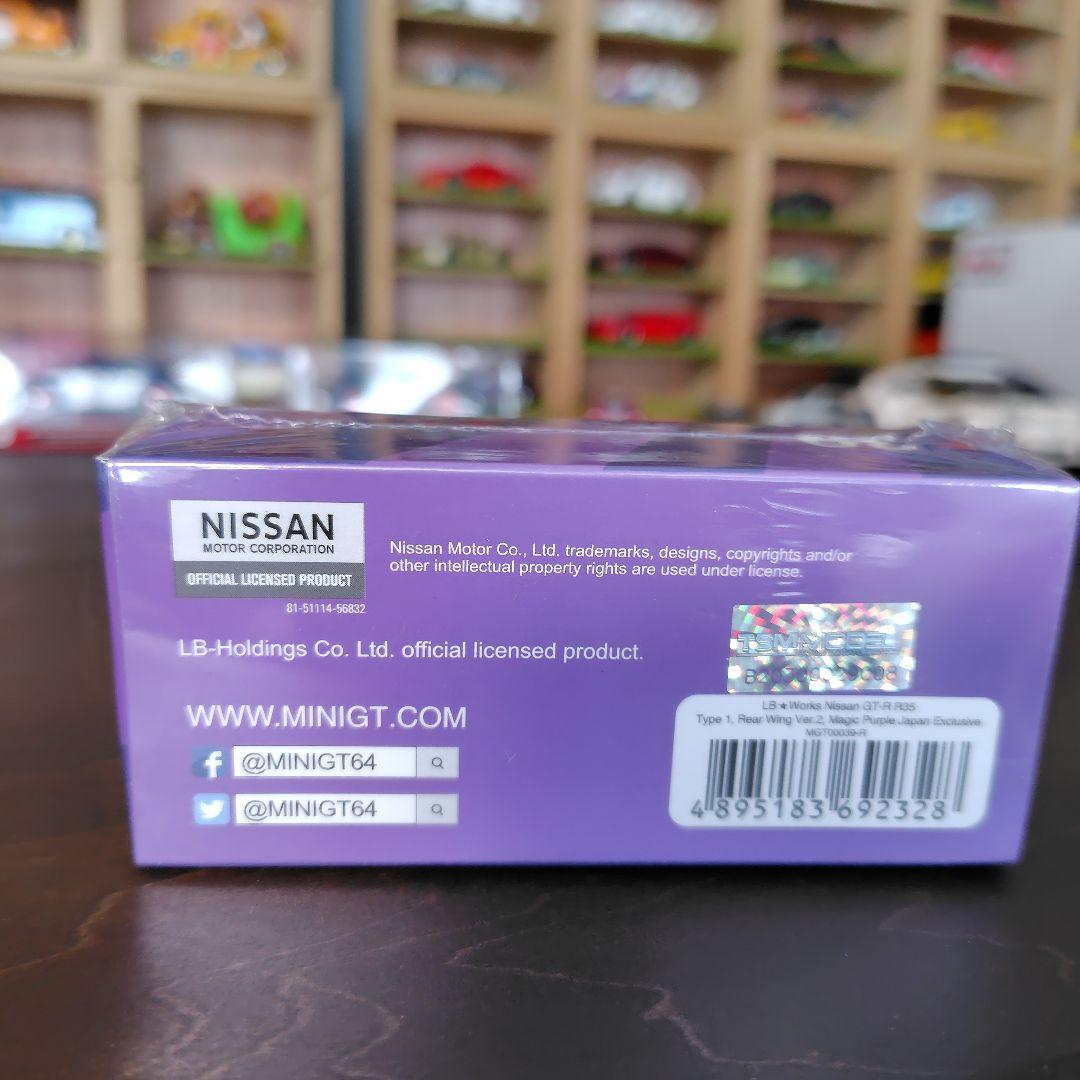 NISSAN
MOTOR CORPORATION
OFFICIAL LICENSED PRODUCT
81-51114-56832
Nissan Motor Co., Ltd. trademarks, designs, copyrights and/or
other intellectual property rights are used under license.
LB-Holdings Co. Ltd. official licensed product.
WWW.MINIGT.COM
@MINIGT64
@MINIGT64
LB★Works Nissan GT-R R35
Type 1, Rear Wing Ver.2, Magic Purple Japan Exclusive
MGT00039-R
4 895183 692328